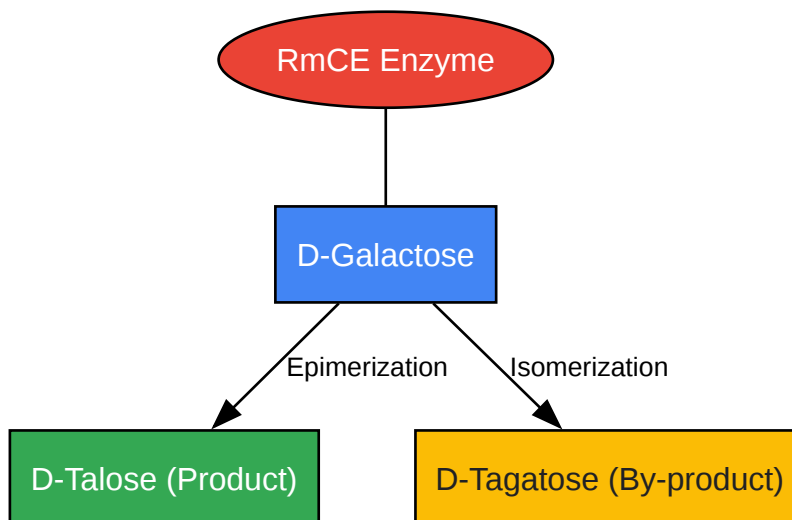 RmCE Enzyme
D-Galactose
Epimerization
Isomerization
D-Talose (Product)
D-Tagatose (By-product)